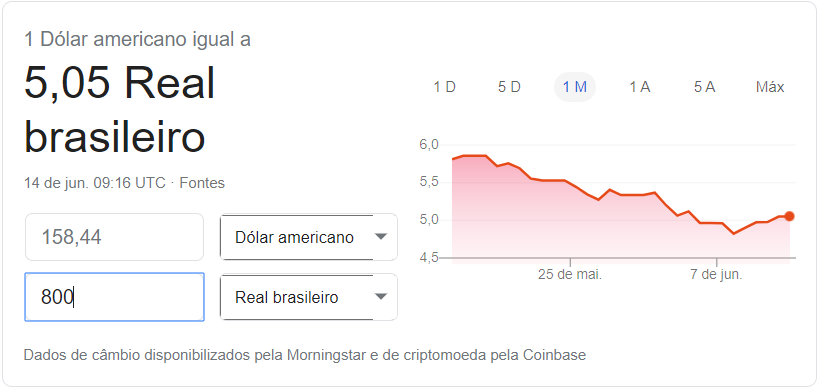 1 Dólar americano igual a
5,05 Real
brasileiro
14 de jun. 09:16 UTC · Fontes
158,44
Dólar americano
800
Real brasileiro
1 D
5 D
1 M
1 A
5 A
Máx
6,0
5,5
5,0
4,5
25 de mai.
7 de jun.
Dados de câmbio disponibilizados pela Morningstar e de criptomoeda pela Coinbase